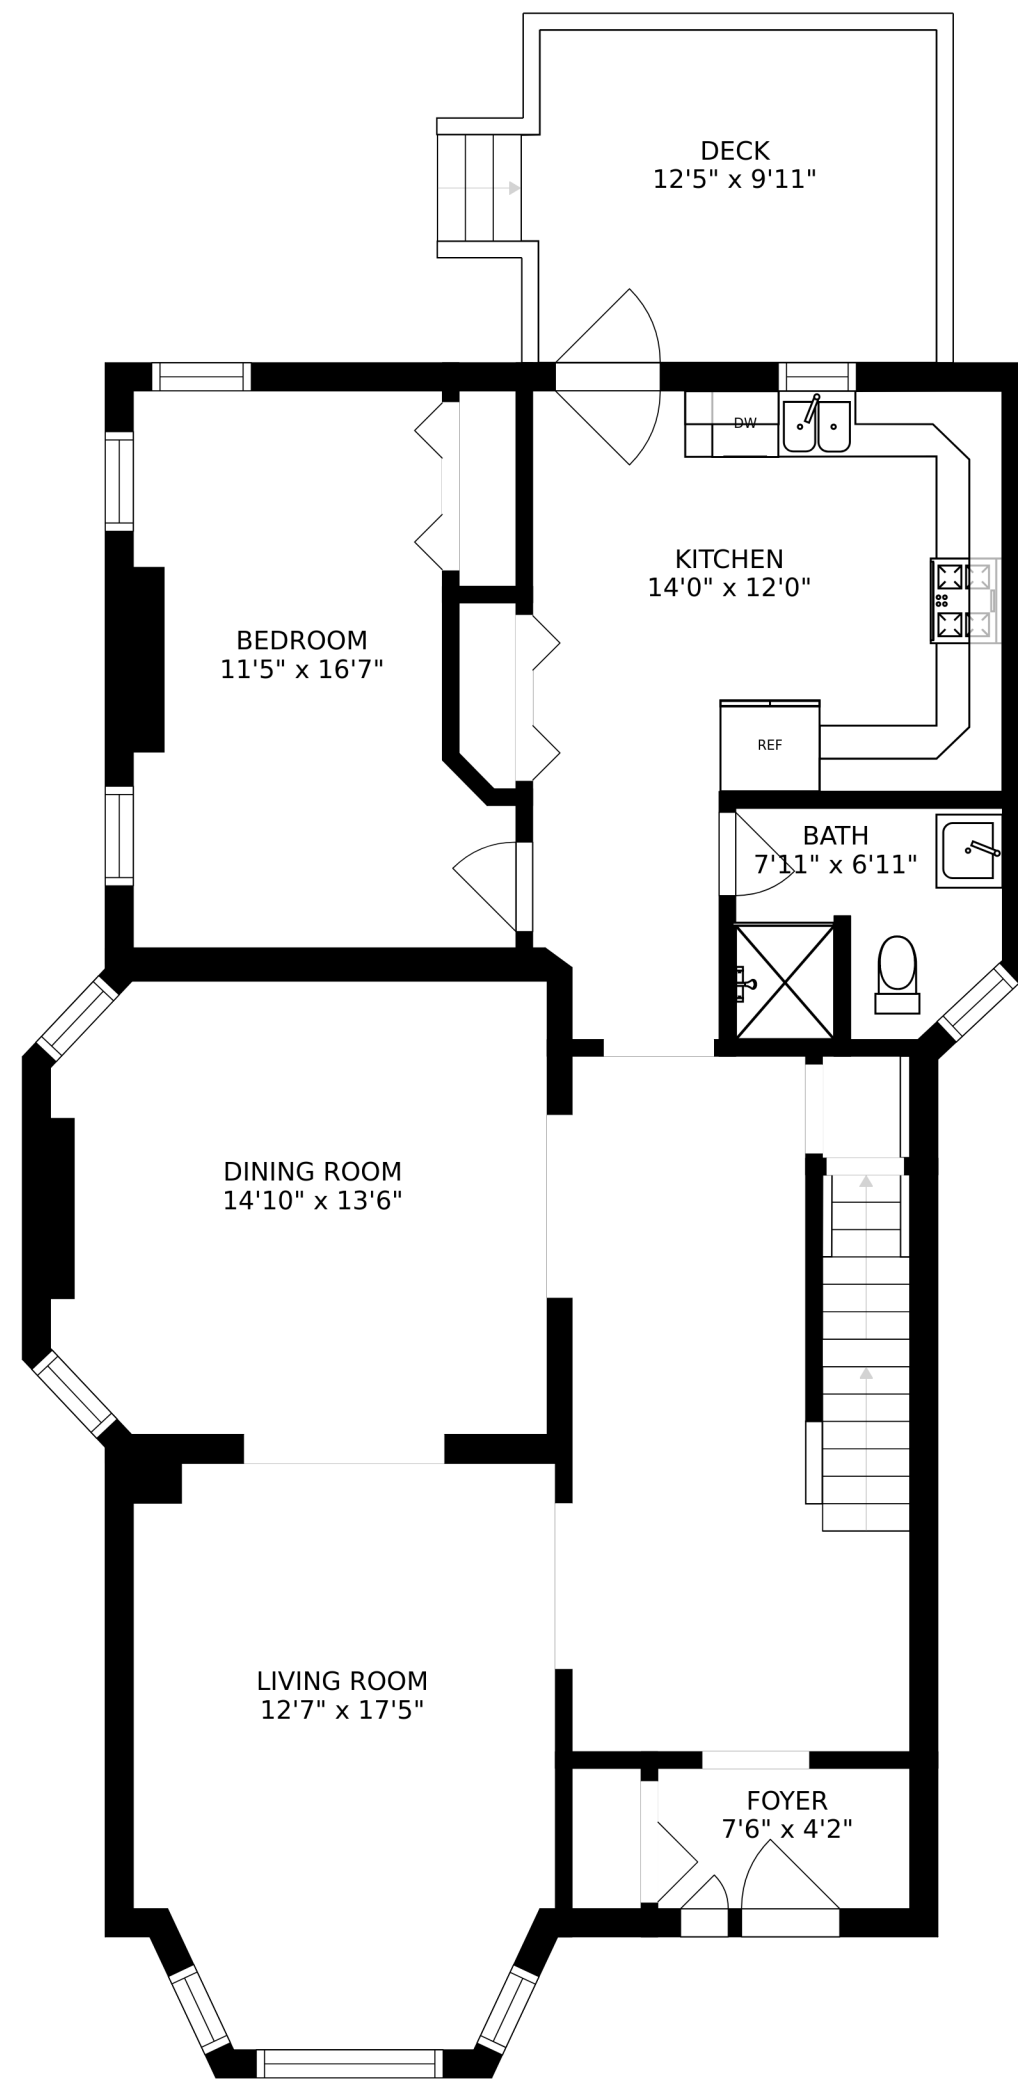 DECK
12'5" x 9'11"
DW
KITCHEN
14'0" x 12'0"
BEDROOM
11'5" x 16'7"
REF
BATH
7'11" x 6'11"
DINING ROOM
14'10" x 13'6"
LIVING ROOM
12'7" x 17'5"
FOYER
7'6" x 4'2"